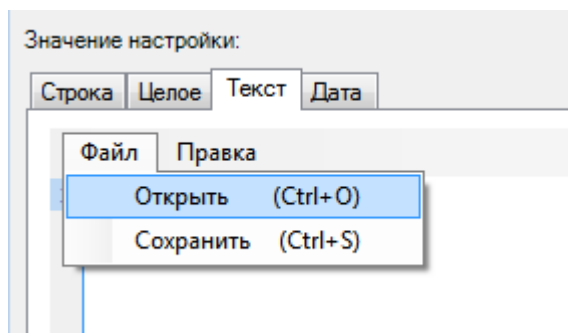 Значение настройки:
Строка Целое Текст Дата
Файл Правка
Открыть (Ctrl+O)
Сохранить (Ctrl+S)